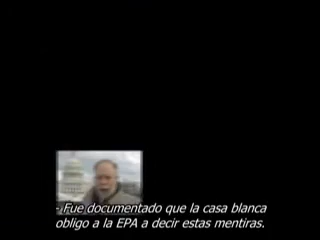 - Fue documentado que la casa blanca
obligo a la EPA a decir estas mentiras.